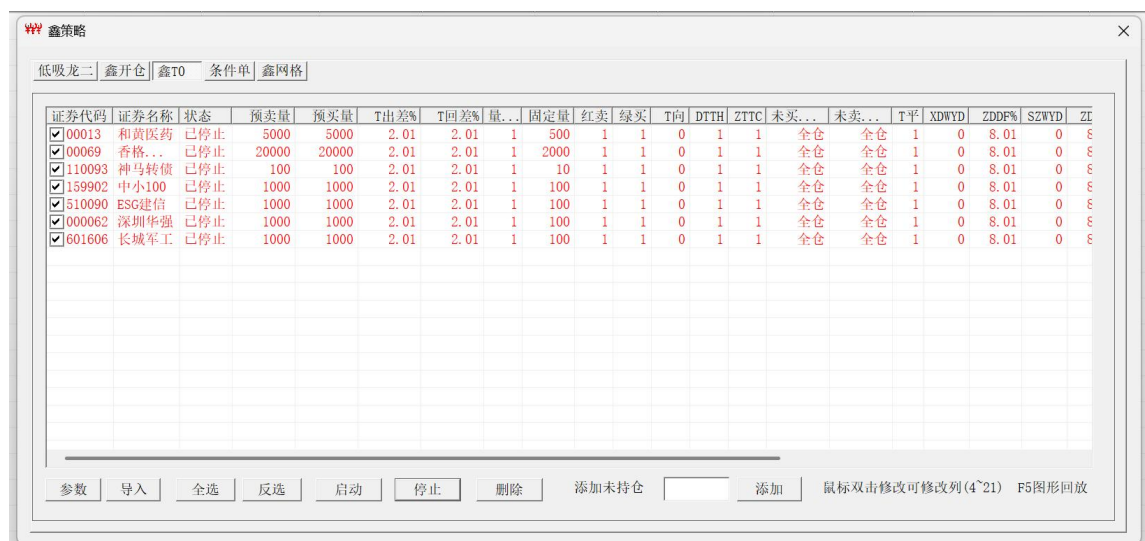 鑫策略
低吸龙二 鑫开仓 鑫T0 条件单 鑫网格
证券代码 证券名称 状态 预卖量 预买量 T出差% T回差% 量... 固定量 红卖 绿买 T向 DTTH ZTTC 未买... 未卖... T平 XDWYD ZDDF% SZWYD ZD
00013 和黄医药 已停止 5000 5000 2.01 2.01 1 500 1 1 0 1 1 全仓 全仓 1 0 8.01 0 8
00069 香格... 已停止 20000 20000 2.01 2.01 1 2000 1 1 0 1 1 全仓 全仓 1 0 8.01 0 8
110093 神马转债 已停止 100 100 2.01 2.01 1 10 1 1 0 1 1 全仓 全仓 1 0 8.01 0 8
159902 中小100 已停止 1000 1000 2.01 2.01 1 100 1 1 0 1 1 全仓 全仓 1 0 8.01 0 8
510090 ESG建信 已停止 1000 1000 2.01 2.01 1 100 1 1 0 1 1 全仓 全仓 1 0 8.01 0 8
000062 深圳华强 已停止 1000 1000 2.01 2.01 1 100 1 1 0 1 1 全仓 全仓 1 0 8.01 0 8
601606 长城军工 已停止 1000 1000 2.01 2.01 1 100 1 1 0 1 1 全仓 全仓 1 0 8.01 0 8
参数 导入 全选 反选 启动 停止 删除 添加未持仓 添加 鼠标双击修改可修改列(4~21) F5图形回放